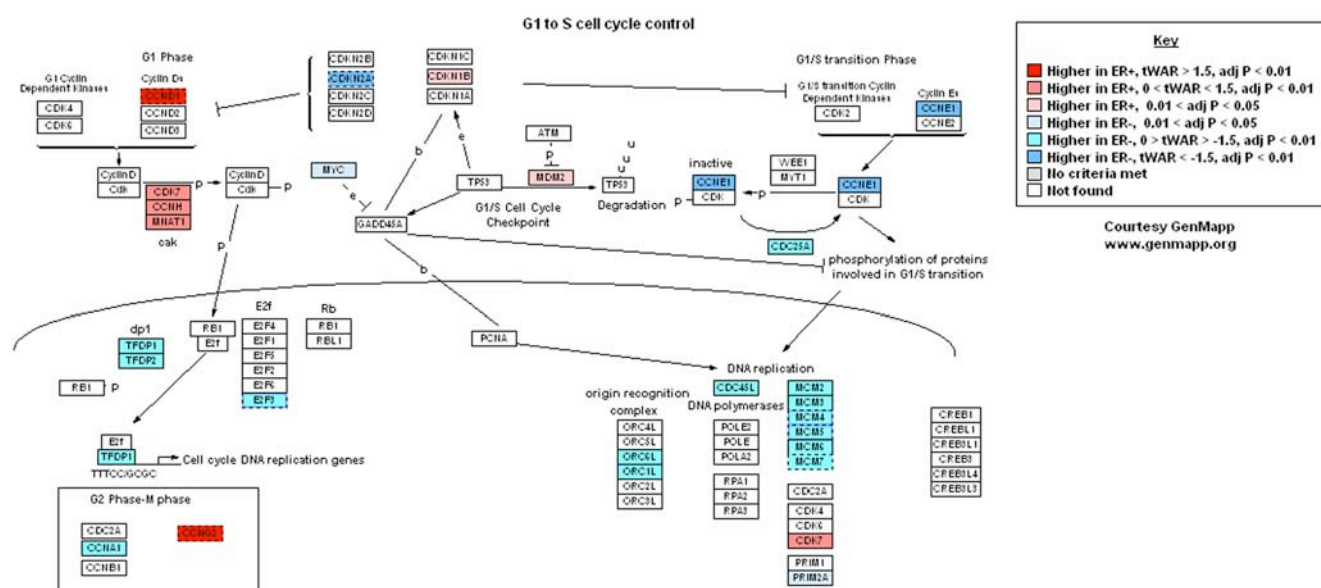 G1 to S cell cycle control
G1 Phase
G1 Cyclin
Dependent Kinases
CDK4
CDK6
Cyclin Ds
CCND1
CCND2
CCND3
CDKN2B
CDKN2A
CDKN2C
CDKN2D
CDKN1C
CDKN1B
CDKN1A
G1/S transition Phase
G1/S transition Cyclin
Dependent Kinases
CDK2
Cyclin Es
CCNE1
CCNE2
Key
Higher in ER+, tWAR > 1.5, adj P < 0.01
Higher in ER+, 0 < tWAR < 1.5, adj P < 0.01
Higher in ER+, 0.01 < adj P < 0.05
Higher in ER-, 0.01 < adj P < 0.05
Higher in ER-, 0 > tWAR > -1.5, adj P < 0.01
Higher in ER-, tWAR < -1.5, adj P < 0.01
No criteria met
Not found
Courtesy GenMapp
www.genmapp.org
CyclinD
Cdk
p
CDK7
CCNH
MNAT1
cak
CyclinD
Cdk
p
p
MYC
e
b
e
ATM
p
MDM2
TP53
u
u
u
TP53
Degradation
G1/S Cell Cycle
Checkpoint
GADD45A
b
inactive
CCNE1
CDK
p
WEE1
MYT1
p
CCNE1
CDK
CDC25A
phosphorylation of proteins
involved in G1/S transition
dp1
TFDP1
TFDP2
RB1
E2f
RB1
p
E2f
E2F4
E2F1
E2F5
E2F2
E2F6
E2F3
Rb
RB1
RBL1
PCNA
E2f
TFDP1
TTTCC/GCGC
Cell cycle DNA replication genes
DNA replication
origin recognition
complex
ORC4L
ORC5L
ORC6L
ORC1L
ORC2L
ORC3L
CDC45L
DNA polymerases
POLE2
POLE
POLA2
RPA1
RPA2
RPA3
MCM2
MCM3
MCM4
MCM5
MCM6
MCM7
CDC2A
CDK4
CDK6
CDK7
PRIM1
PRIM2A
CREB1
CREBL1
CREB3L1
CREB3
CREB3L4
CREB3L3
G2 Phase-M phase
CDC2A
CCNA1
CCNB1
CCNG2